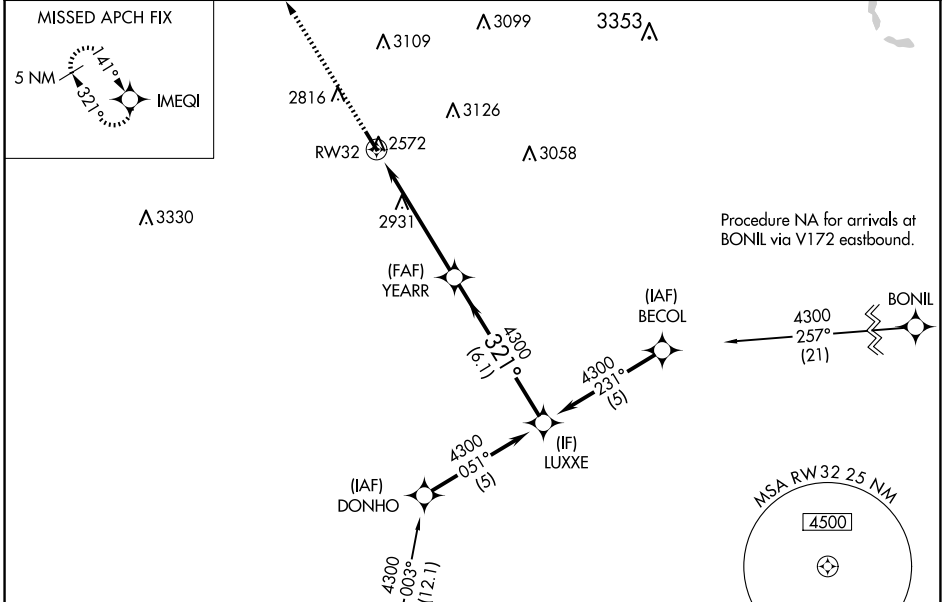 MISSED APCH FIX
5 NM
141°
321°
IMEQI
3109
3099
3353
2816
3126
RW32
2572
3058
3330
2931
Procedure NA for arrivals at
BONIL via V172 eastbound.
(FAF)
YEARR
(IAF)
BECOL
BONIL
4300
257°
(21)
4300
321°
(6.1)
4300
231°
(5)
(IF)
LUXXE
4300
051°
(5)
(IAF)
DONHO
4300
003°
(12.1)
MSA RW32 25 NM
4500